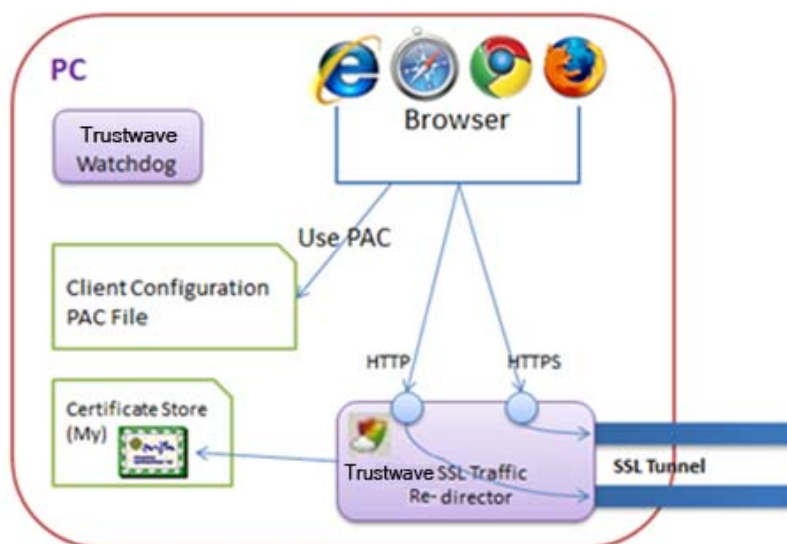 PC
Browser
Trustwave
Watchdog
Use PAC
Client Configuration
PAC File
HTTP
HTTPS
Certificate Store
(My)
Trustwave SSL Traffic
Re-director
SSL Tunnel